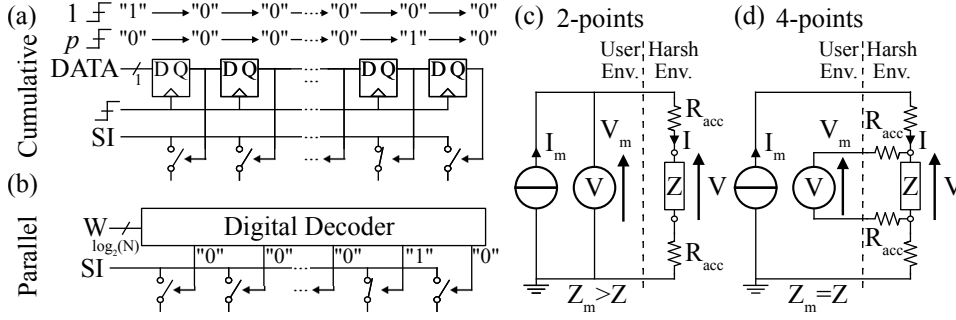 (a)
1 "1" "0" "0" "0" "0" "0"
p "0" "0" "0" "0" "1" "0"
DATA 1 D Q D Q D Q D Q
SI
Cumulative
(b)
W log2(N) Digital Decoder
"0" "0" "0" "1" "0"
SI
Parallel
(c) 2-points
User Harsh
Env. Env.
Racc
Vm I
Im
V Z V
Racc
Zm>Z
(d) 4-points
User Harsh
Env. Env.
Racc
Vm Racc I
Im
V Z V
Racc
Zm=Z